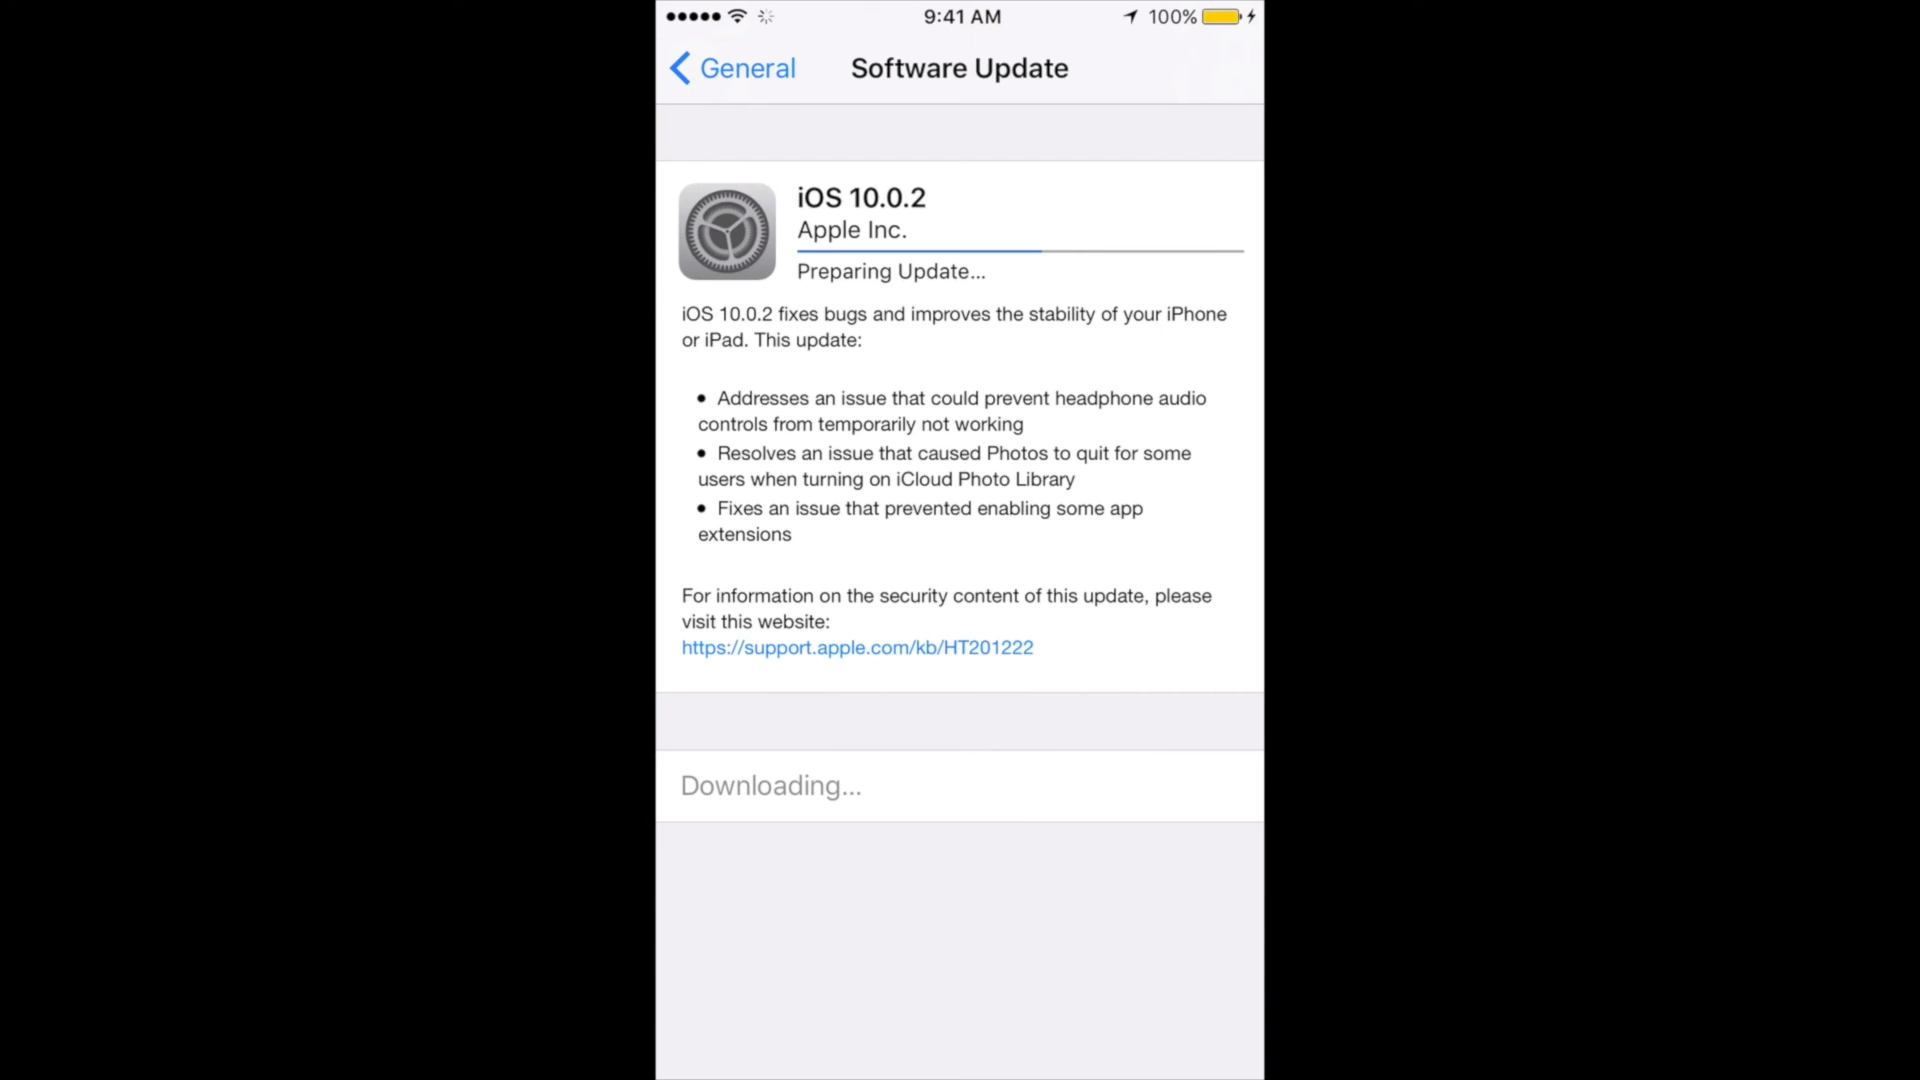 9:41 AM
100%
General
Software Update
iOS 10.0.2
Apple Inc.
Preparing Update...
iOS 10.0.2 fixes bugs and improves the stability of your iPhone
or iPad. This update:
● Addresses an issue that could prevent headphone audio
controls from temporarily not working
● Resolves an issue that caused Photos to quit for some
users when turning on iCloud Photo Library
● Fixes an issue that prevented enabling some app
extensions
For information on the security content of this update, please
visit this website:
https://support.apple.com/kb/HT201222
Downloading...